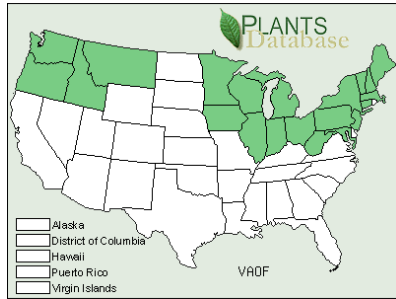 PLANTS
Database
Alaska
District of Columbia
Hawaii
Puerto Rico
Virgin Islands
VAOF